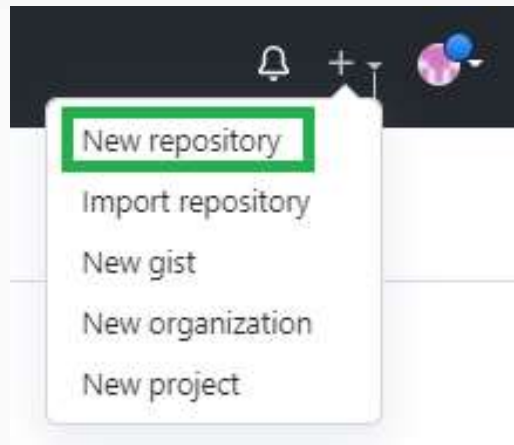 New repository
Import repository
New gist
New organization
New project